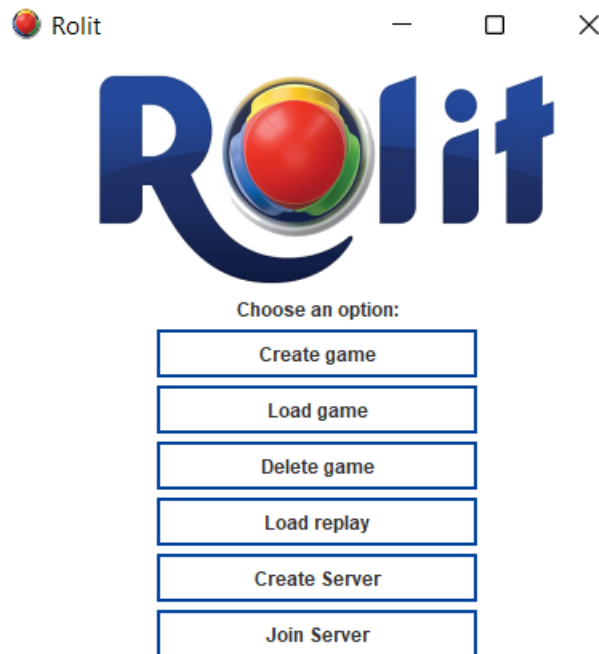 Rolit
Rolit
Choose an option:
Create game
Load game
Delete game
Load replay
Create Server
Join Server